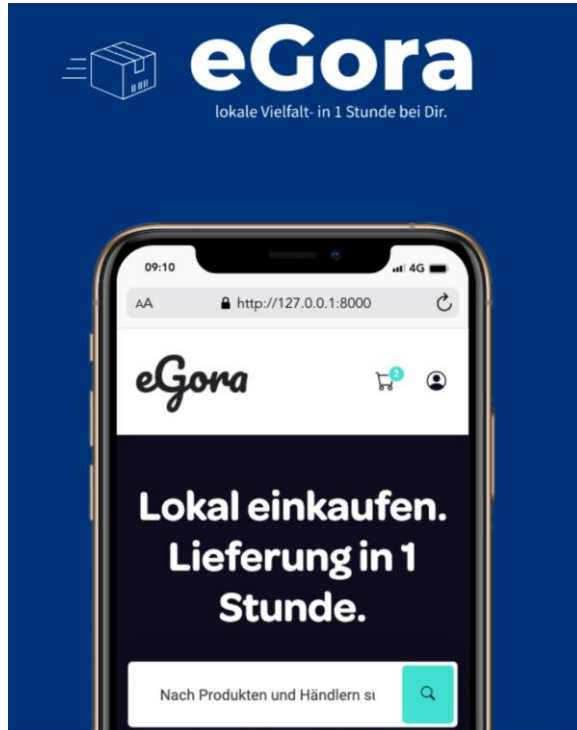 eGora
lokale Vielfalt- in 1 Stunde bei Dir.
09:10 4G
AA http://127.0.0.1:8000
eGora 2
Lokal einkaufen.
Lieferung in 1
Stunde.
Nach Produkten und Händlern su